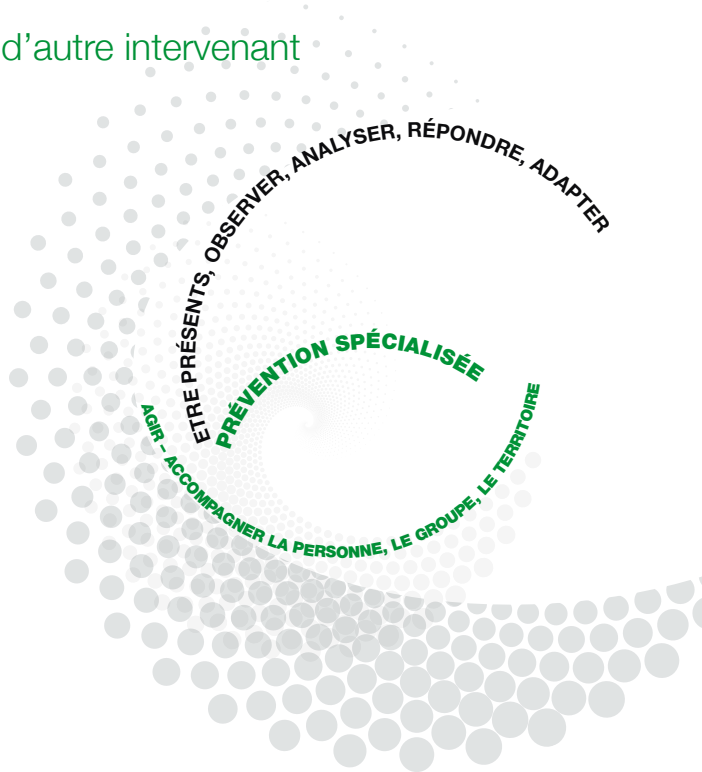 d’autre intervenant
ETRE PRÉSENTS, OBSERVER, ANALYSER, RÉPONDRE, ADAPTER
PRÉVENTION SPÉCIALISÉE
AGIR – ACCOMPAGNER LA PERSONNE, LE GROUPE, LE TERRITOIRE